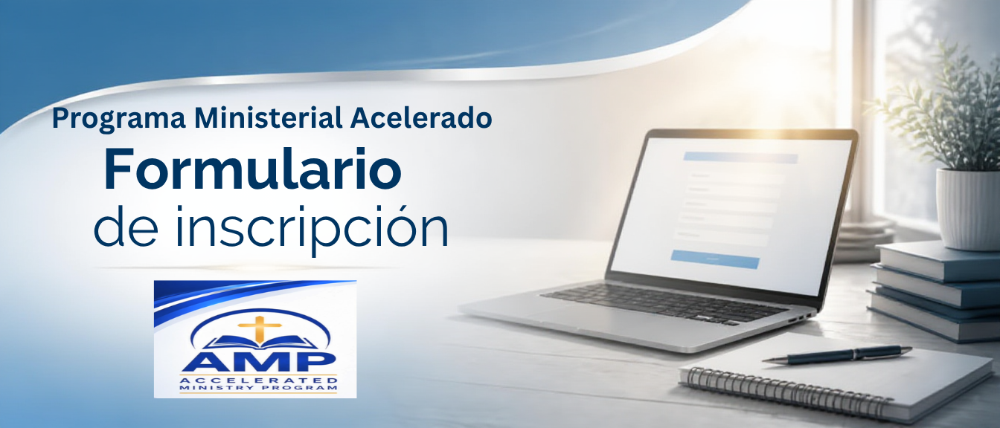 Programa Ministerial Acelerado
Formulario
de inscripción
AMP
ACCELERATED
MINISTRY PROGRAM